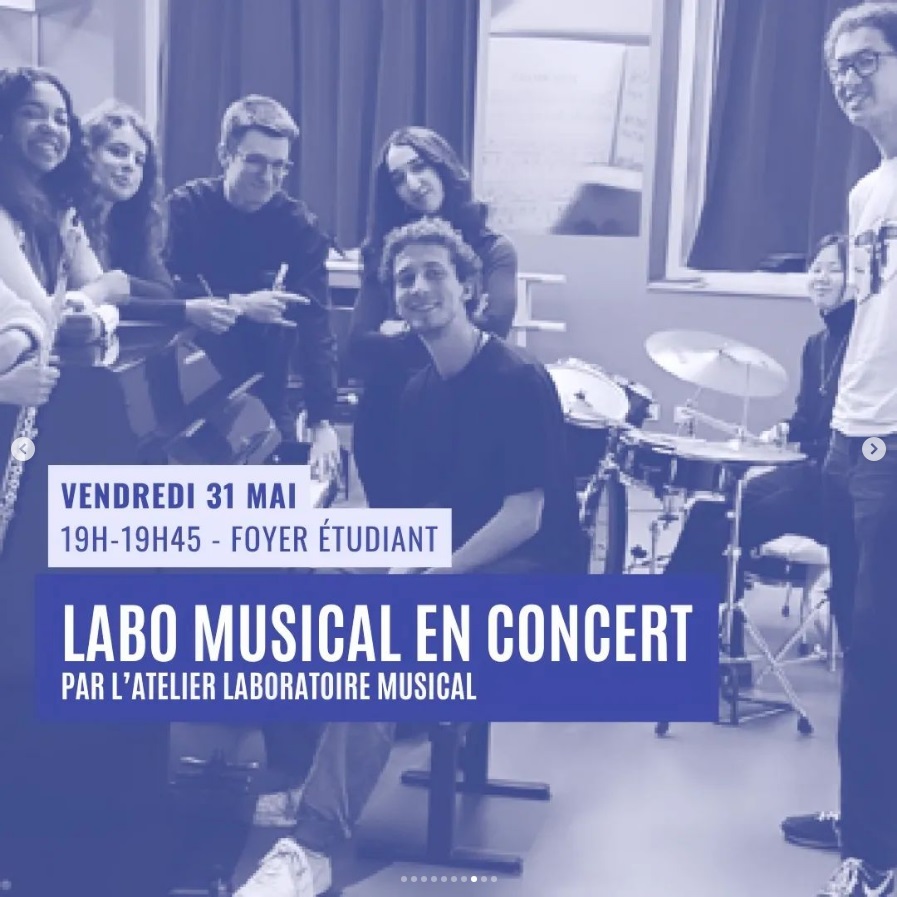 VENDREDI 31 MAI
19H-19H45 - FOYER ÉTUDIANT
LABO MUSICAL EN CONCERT
PAR L'ATELIER LABORATOIRE MUSICAL